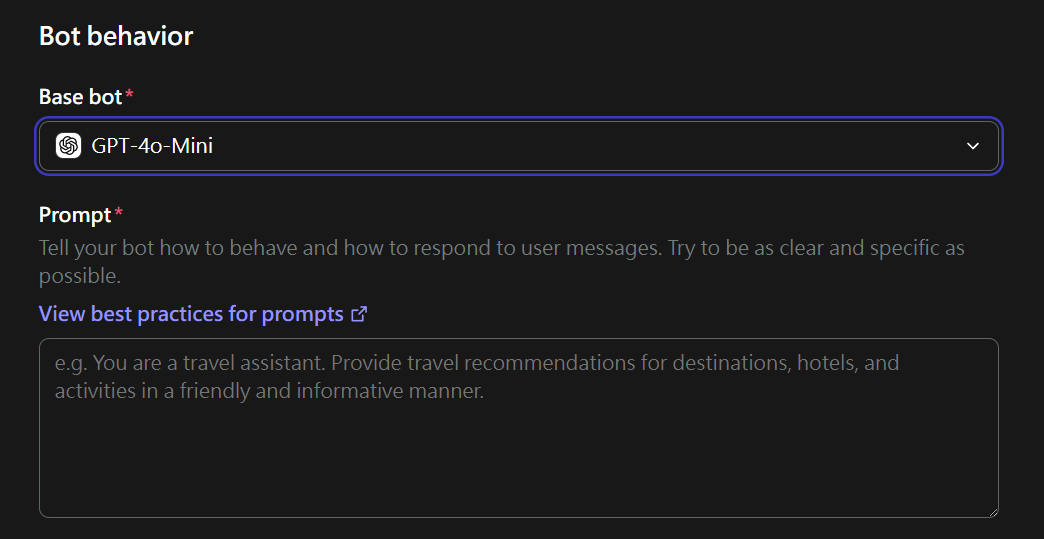 Bot behavior
Base bot*
GPT-4o-Mini
Prompt*
Tell your bot how to behave and how to respond to user messages. Try to be as clear and specific as
possible.
View best practices for prompts
e.g. You are a travel assistant. Provide travel recommendations for destinations, hotels, and
activities in a friendly and informative manner.